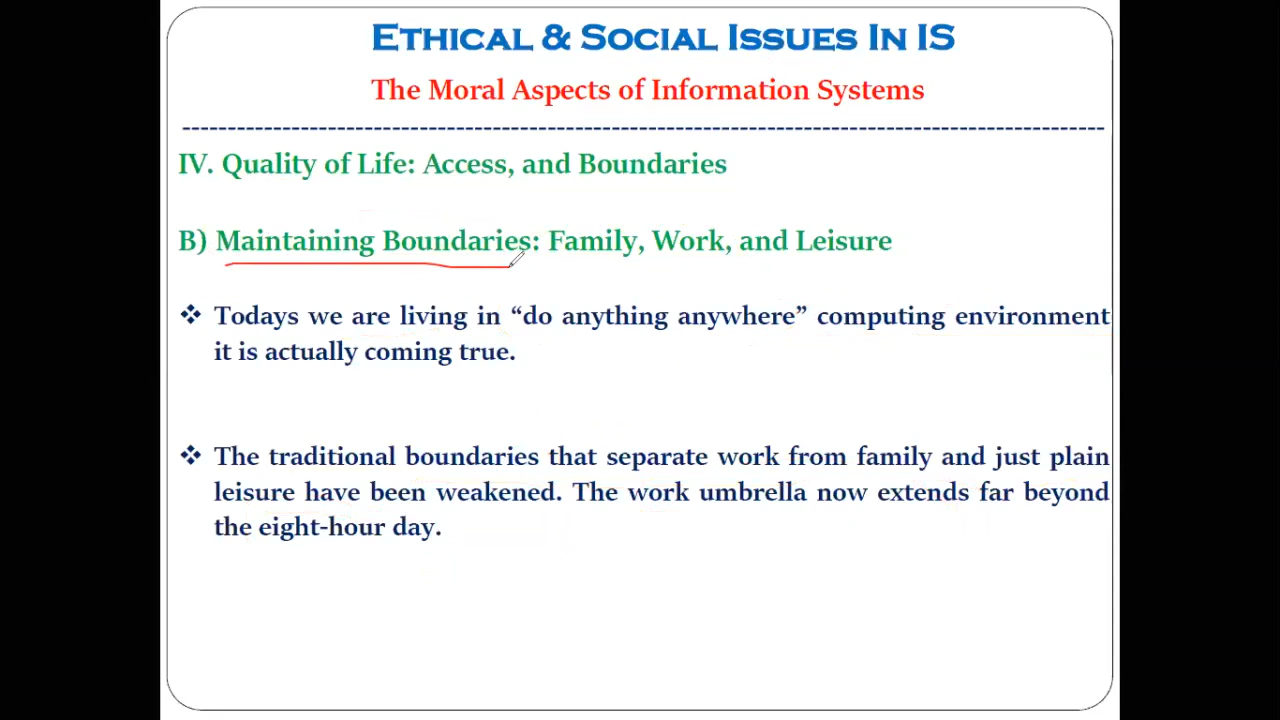 ETHICAL & SOCIAL ISSUES IN IS
The Moral Aspects of Information Systems
IV. Quality of Life: Access, and Boundaries
B) Maintaining Boundaries: Family, Work, and Leisure
❖ Todays we are living in “do anything anywhere” computing environment
it is actually coming true.
❖ The traditional boundaries that separate work from family and just plain
leisure have been weakened. The work umbrella now extends far beyond
the eight-hour day.